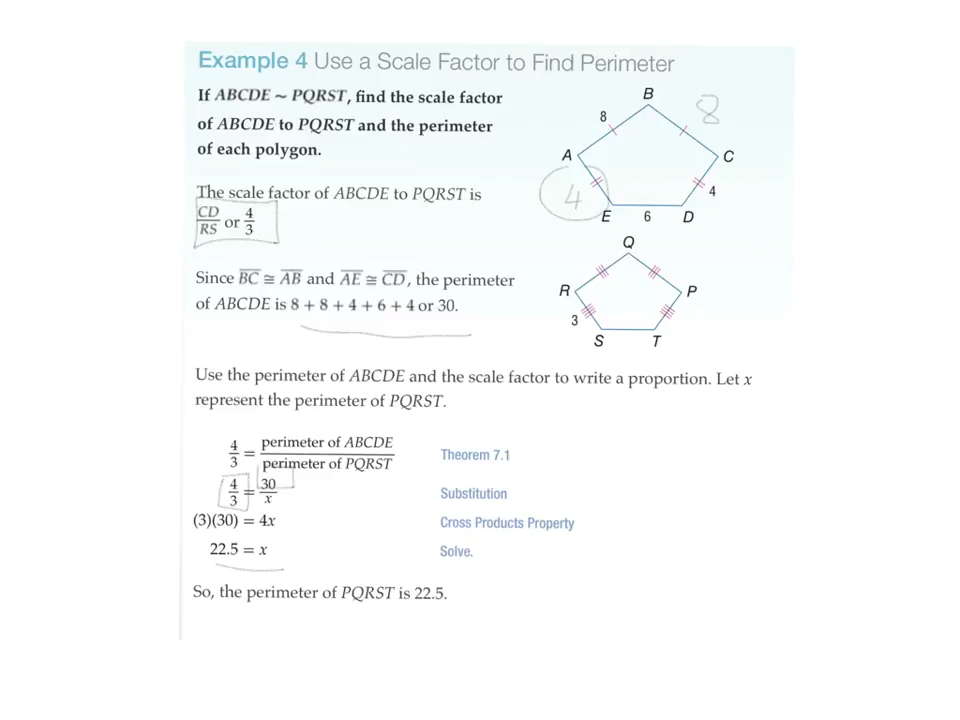 Example 4 Use a Scale Factor to Find Perimeter
If ABCDE ~ PQRST, find the scale factor
of ABCDE to PQRST and the perimeter
of each polygon.
B
8
8
A
C
4
4
E
6
D
The scale factor of ABCDE to PQRST is
CD/RS or 4/3
Q
R
P
3
S
T
Since BC ≅ AB and AE ≅ CD, the perimeter
of ABCDE is 8 + 8 + 4 + 6 + 4 or 30.
Use the perimeter of ABCDE and the scale factor to write a proportion. Let x
represent the perimeter of PQRST.
4/3 = perimeter of ABCDE/perimeter of PQRST Theorem 7.1
4/3 = 30/x Substitution
(3)(30) = 4x Cross Products Property
22.5 = x Solve.
So, the perimeter of PQRST is 22.5.